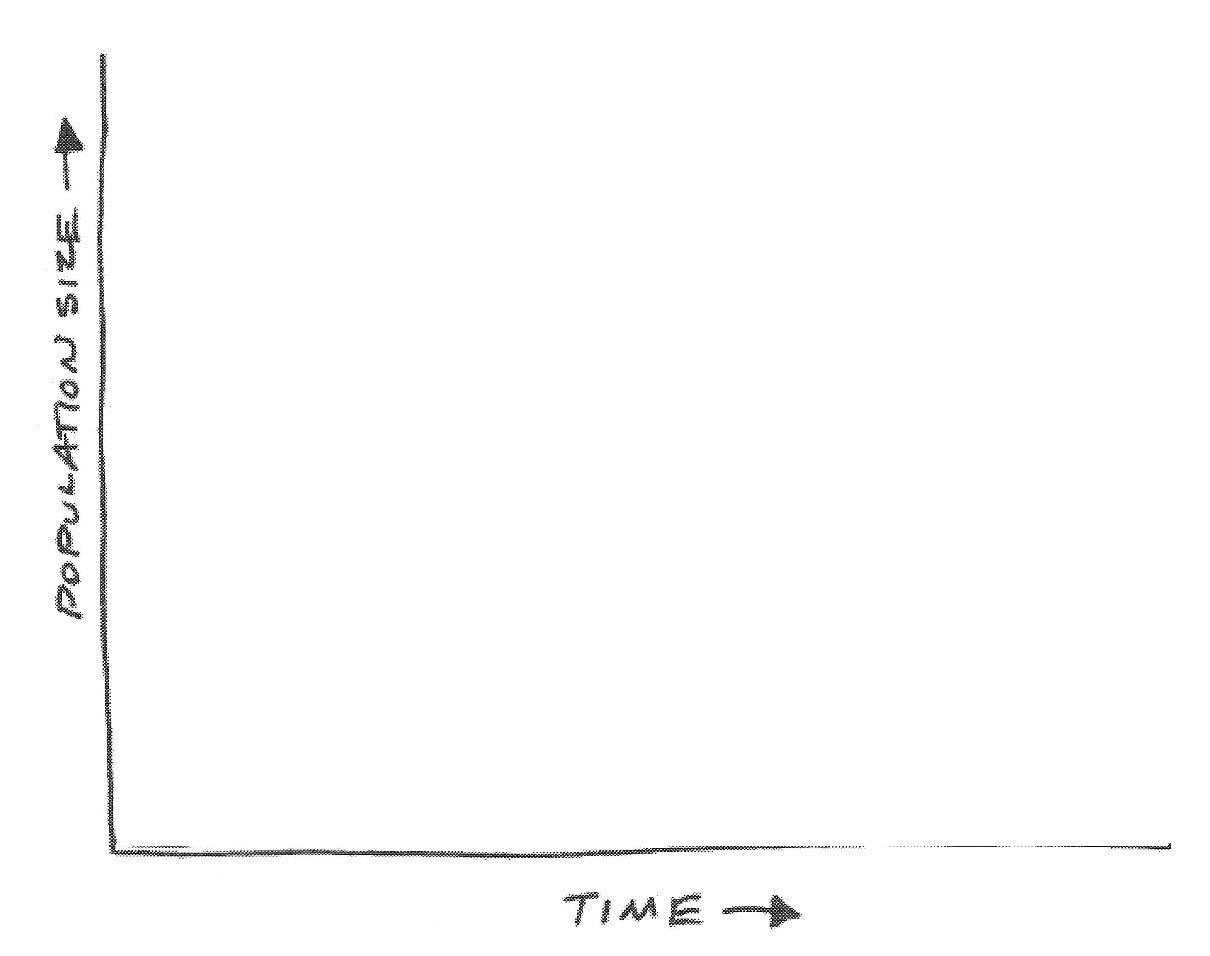 POPULATION SIZE →
TIME →